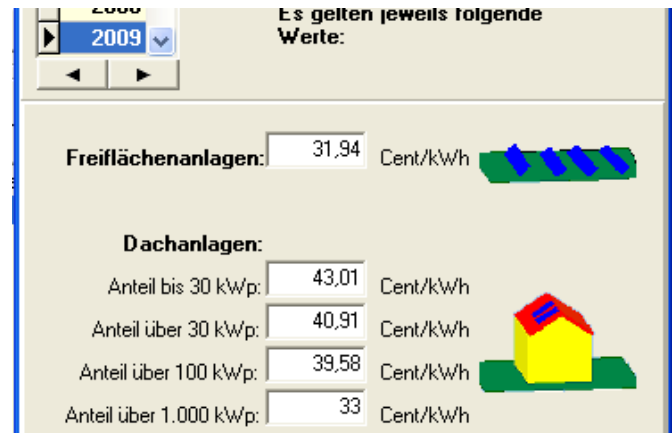 2008
Es gelten jeweils folgende
2009
Werte:
Freiflächenanlagen: 31,94 Cent/kWh
Dachanlagen:
Anteil bis 30 kWp: 43,01 Cent/kWh
Anteil über 30 kWp: 40,91 Cent/kWh
Anteil über 100 kWp: 39,58 Cent/kWh
Anteil über 1.000 kWp: 33 Cent/kWh